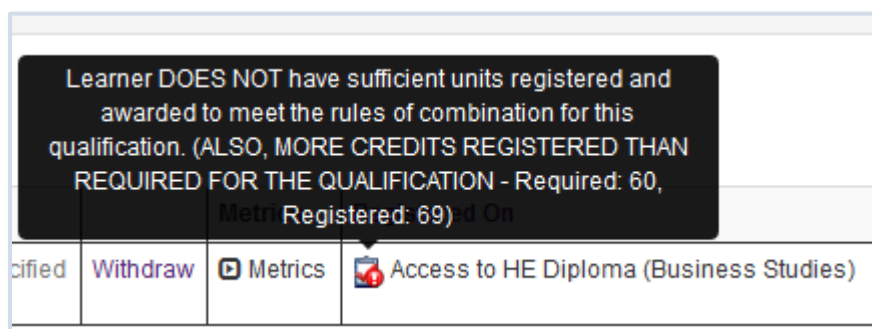 Learner DOES NOT have sufficient units registered and
awarded to meet the rules of combination for this
qualification. (ALSO, MORE CREDITS REGISTERED THAN
REQUIRED FOR THE QUALIFICATION - Required: 60,
Registered: 69)
cified Withdraw Metrics Access to HE Diploma (Business Studies)